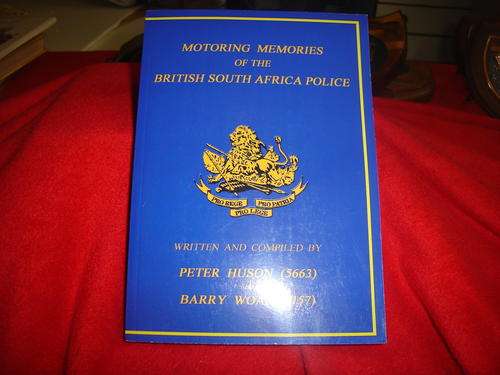 MOTORING MEMORIES
OF THE
BRITISH SOUTH AFRICA POLICE
PRO REGE PRO PATRIA
PRO LEGE
WRITTEN AND COMPILED BY
PETER HUSON (5663)
BARRY